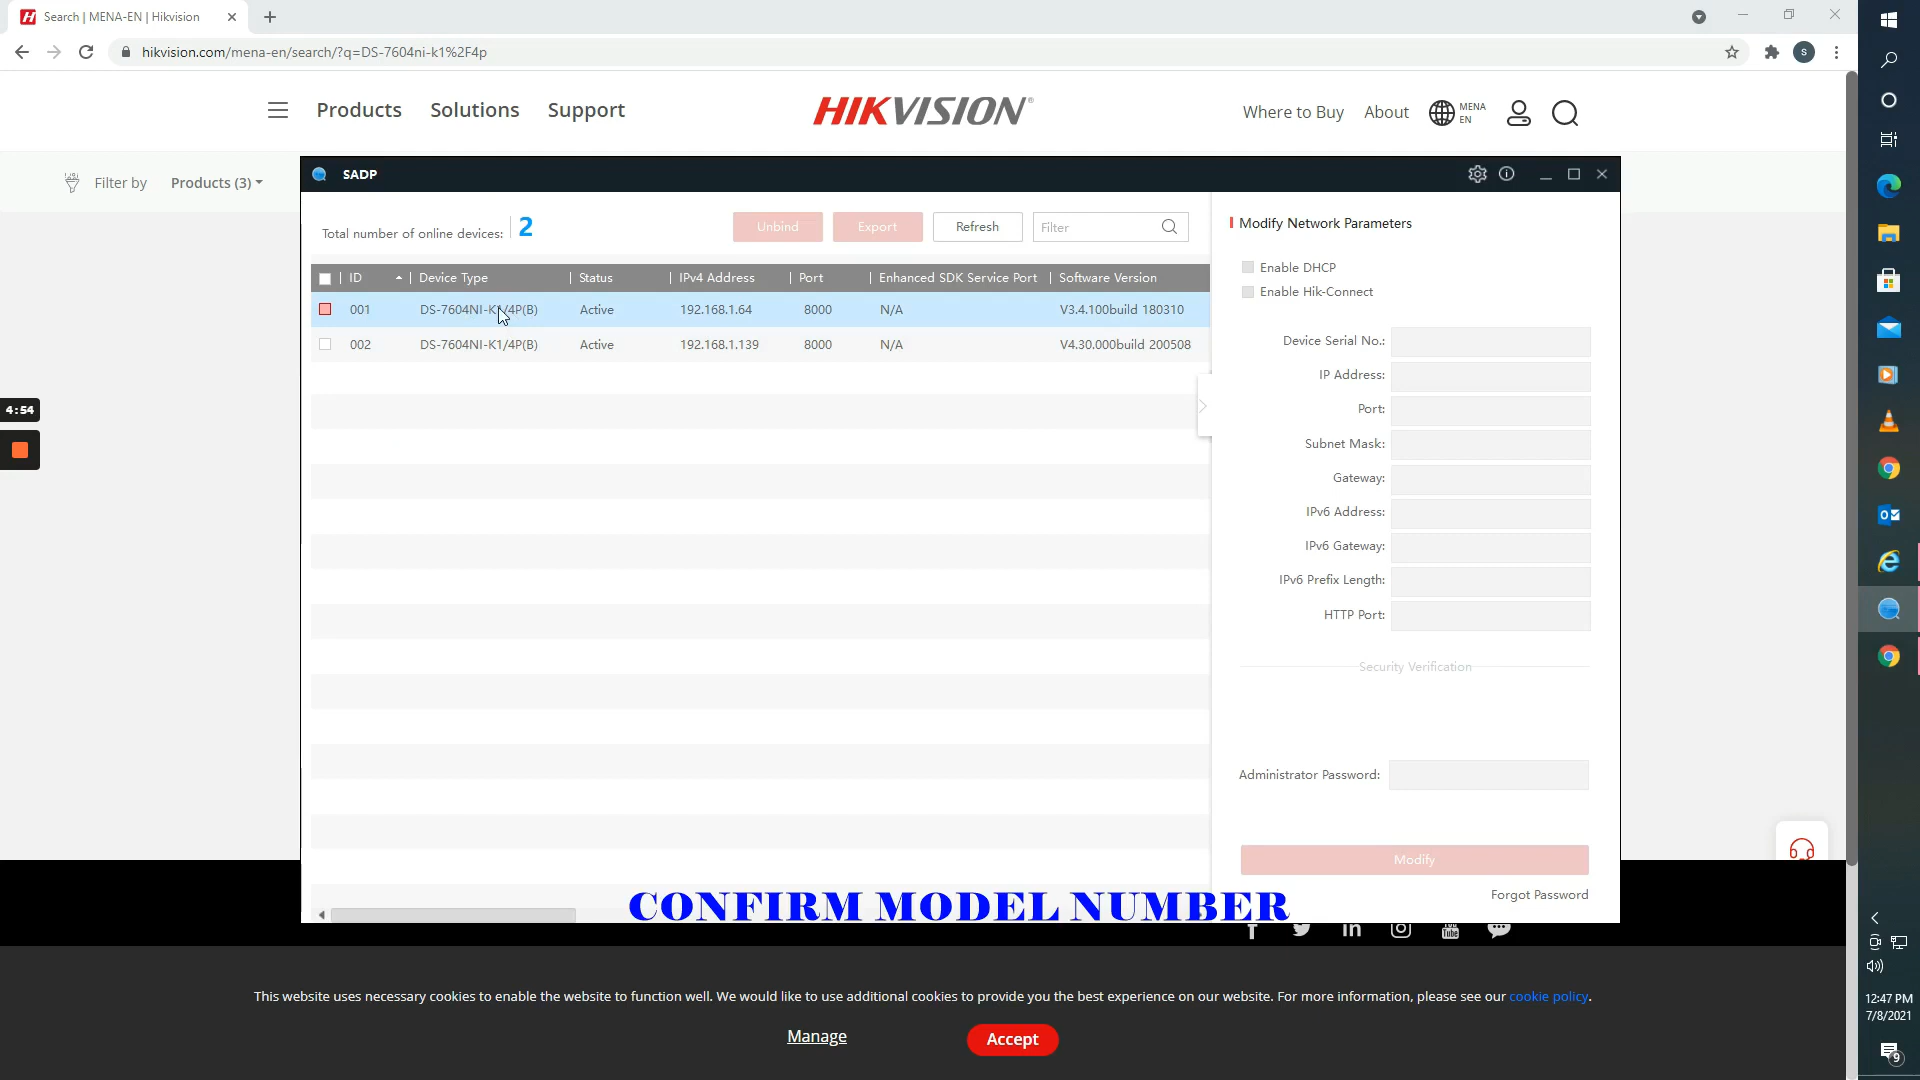 Search | MENA-EN | Hikvision
hikvision.com/mena-en/search/?q=DS-7604ni-k1%2F4p
S
Products
Solutions
Support
HIKVISION®
Where to Buy
About
MENA
EN
Filter by
Products (3)
SADP
Total number of online devices:
2
Unbind
Export
Refresh
Filter
ID
Device Type
Status
IPv4 Address
Port
Enhanced SDK Service Port
Software Version
001
DS-7604NI-K1/4P(B)
Active
192.168.1.64
8000
N/A
V3.4.100build 180310
002
DS-7604NI-K1/4P(B)
Active
192.168.1.139
8000
N/A
V4.30.000build 200508
Modify Network Parameters
Enable DHCP
Enable Hik-Connect
Device Serial No.:
IP Address:
Port:
Subnet Mask:
Gateway:
IPv6 Address:
IPv6 Gateway:
IPv6 Prefix Length:
HTTP Port:
Security Verification
Administrator Password:
Modify
Forgot Password
4:54
CONFIRM MODEL NUMBER
This website uses necessary cookies to enable the website to function well. We would like to use additional cookies to provide you the best experience on our website. For more information, please see our cookie policy.
Manage
Accept
12:47 PM
7/8/2021
9